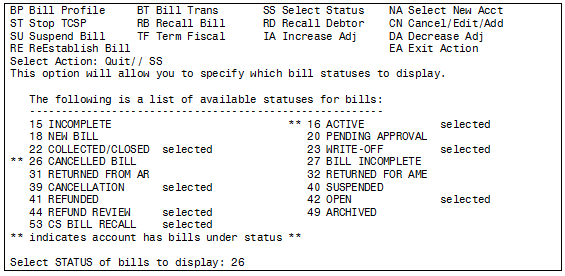 BP Bill Profile     BT Bill Trans       SS Select Status    NA Select New Acct
ST Stop TCSP        RB Recall Bill      RD Recall Debtor    CN Cancel/Edit/Add
SU Suspend Bill     TF Term Fiscal      IA Increase Adj     DA Decrease Adj
RE ReEstablish Bill                                         EA Exit Action
Select Action: Quit// SS
This option will allow you to specify which bill statuses to display.
The following is a list of available statuses for bills:
------------------------------------------------------
15 INCOMPLETE                          ** 16 ACTIVE            selected
18 NEW BILL                               20 PENDING APPROVAL
22 COLLECTED/CLOSED  selected             23 WRITE-OFF         selected
** 26 CANCELLED BILL                         27 BILL INCOMPLETE
31 RETURNED FROM AR                       32 RETURNED FOR AME
39 CANCELLATION      selected             40 SUSPENDED
41 REFUNDED                               42 OPEN              selected
44 REFUND REVIEW     selected             49 ARCHIVED
53 CS BILL RECALL    selected
** indicates account has bills under status **
Select STATUS of bills to display: 26